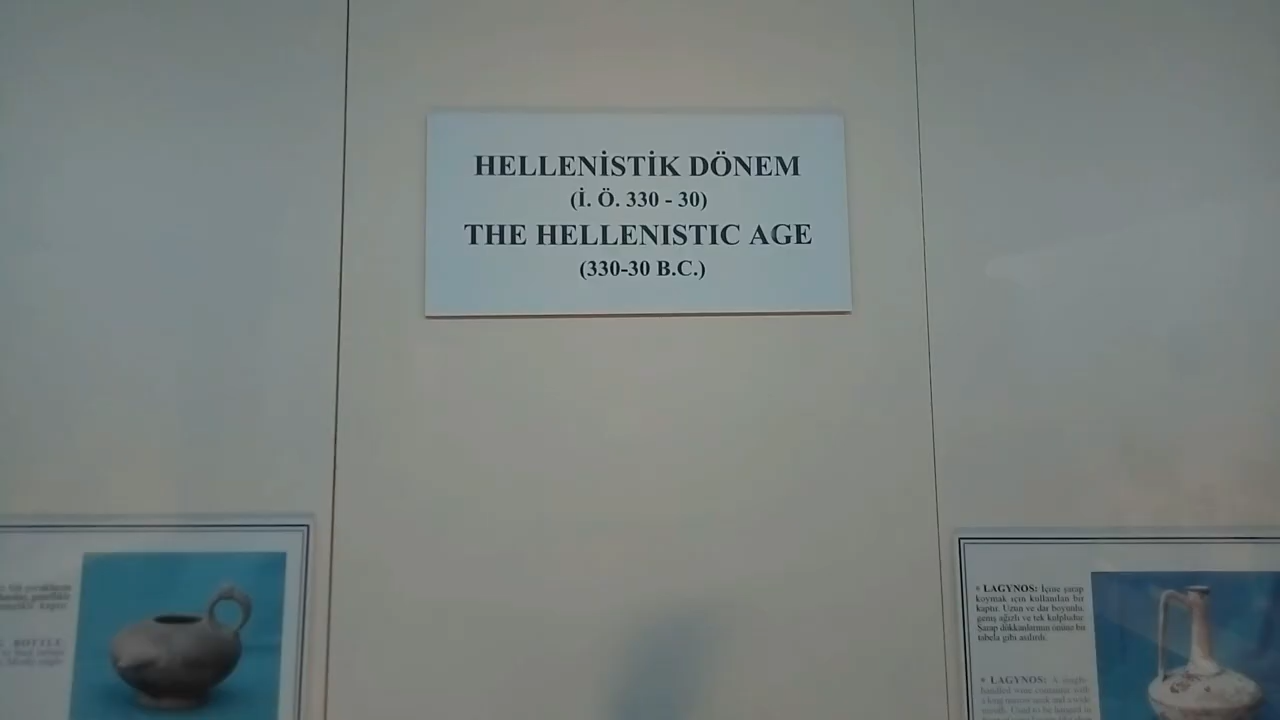 HELLENİSTİK DÖNEM
(İ. Ö. 330 - 30)
THE HELLENISTIC AGE
(330-30 B.C.)
* LAGYNOS: İçine şarap
koymak için kullanılan bir
kaptır. Uzun ve dar boyunlu,
geniş ağızlı ve tek kulpludur.
Şarap dükkanlarının önüne bir
tabela gibi asılırdı.
* LAGYNOS: A single-
handled wine container with
a long narrow neck and a wide
mouth. Used to be hanged in